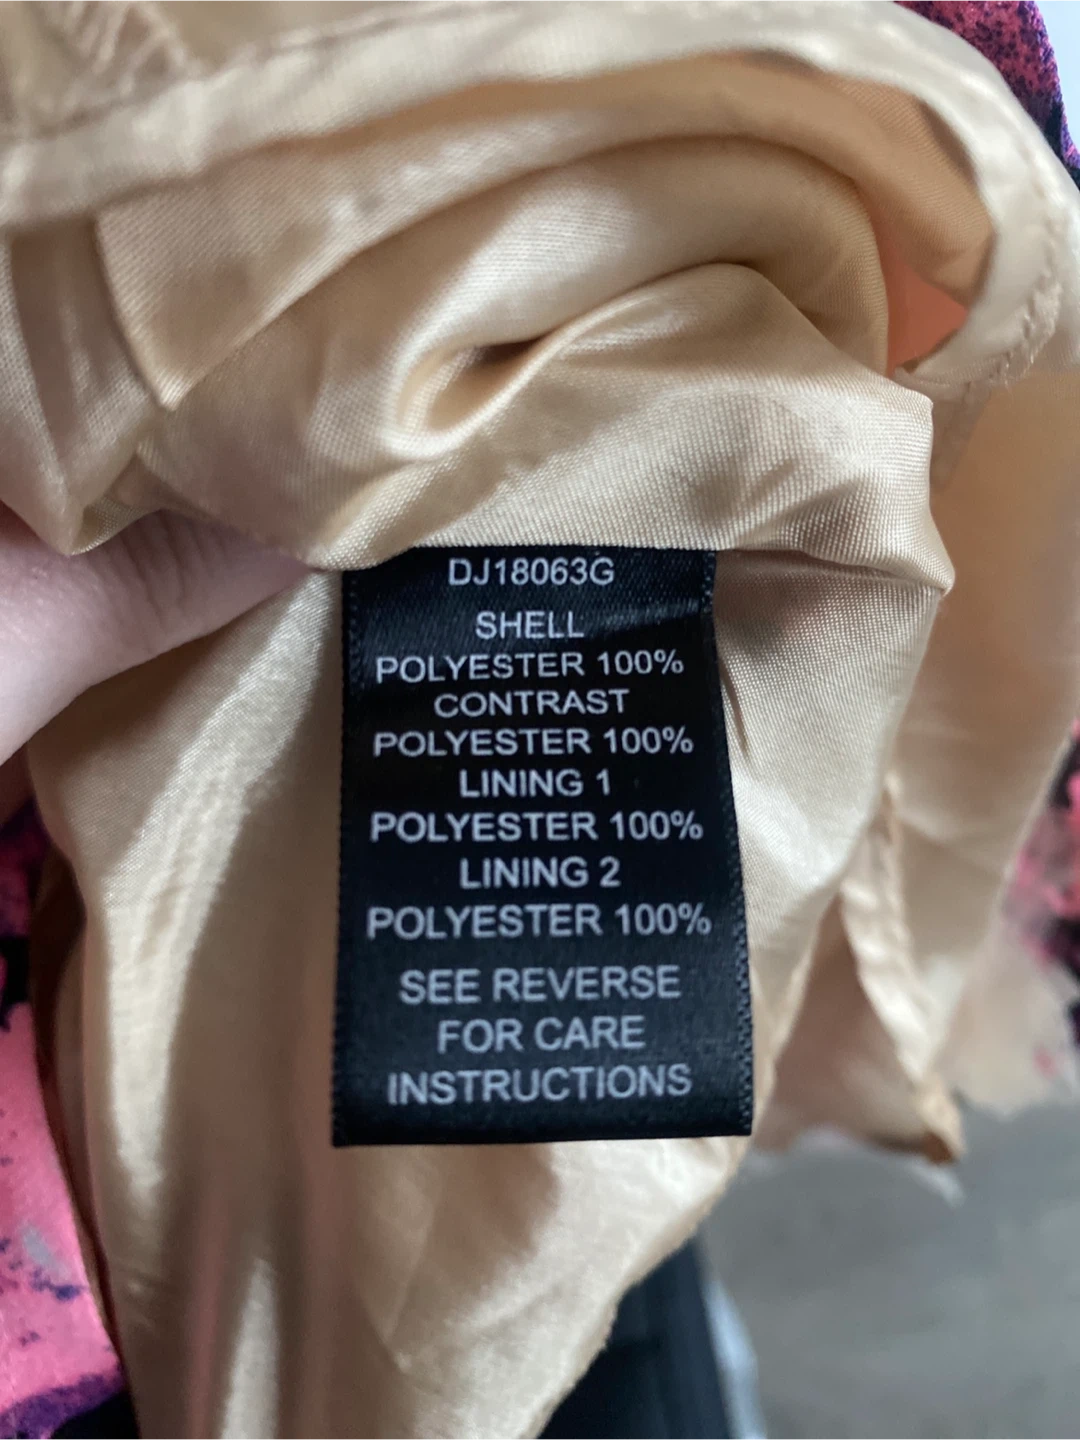 DJ18063G
SHELL
POLYESTER 100%
CONTRAST
POLYESTER 100%
LINING 1
POLYESTER 100%
LINING 2
POLYESTER 100%
SEE REVERSE
FOR CARE
INSTRUCTIONS